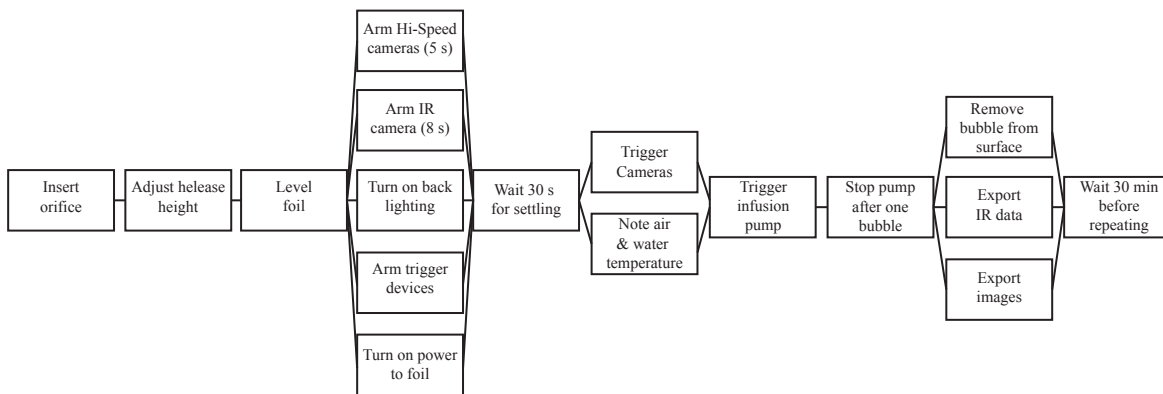 Insert
orifice
Adjust helease
height
Level
foil
Arm Hi-Speed
cameras (5 s)
Arm IR
camera (8 s)
Turn on back
lighting
Arm trigger
devices
Turn on power
to foil
Wait 30 s
for settling
Trigger
Cameras
Note air
& water
temperature
Trigger
infusion
pump
Stop pump
after one
bubble
Remove
bubble from
surface
Export
IR data
Export
images
Wait 30 min
before
repeating